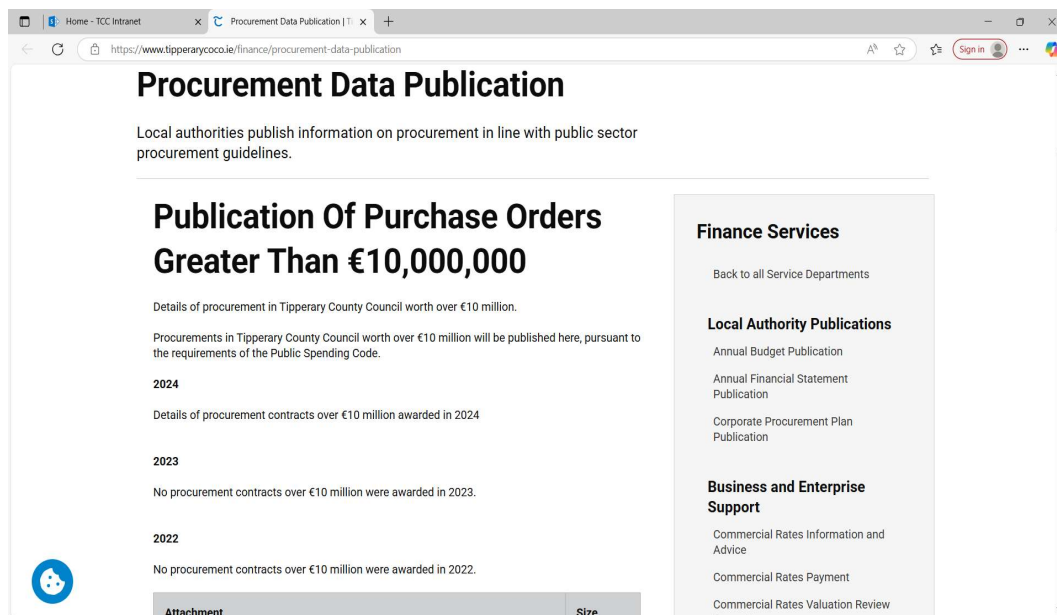 Home - TCC Intranet
Procurement Data Publication | Ti
https://www.tipperarycoco.ie/finance/procurement-data-publication
Sign in
Procurement Data Publication
Local authorities publish information on procurement in line with public sector
procurement guidelines.
Publication Of Purchase Orders
Greater Than €10,000,000
Details of procurement in Tipperary County Council worth over €10 million.
Procurements in Tipperary County Council worth over €10 million will be published here, pursuant to
the requirements of the Public Spending Code.
2024
Details of procurement contracts over €10 million awarded in 2024
2023
No procurement contracts over €10 million were awarded in 2023.
2022
No procurement contracts over €10 million were awarded in 2022.
Attachment Size
Finance Services
Back to all Service Departments
Local Authority Publications
Annual Budget Publication
Annual Financial Statement
Publication
Corporate Procurement Plan
Publication
Business and Enterprise
Support
Commercial Rates Information and
Advice
Commercial Rates Payment
Commercial Rates Valuation Review